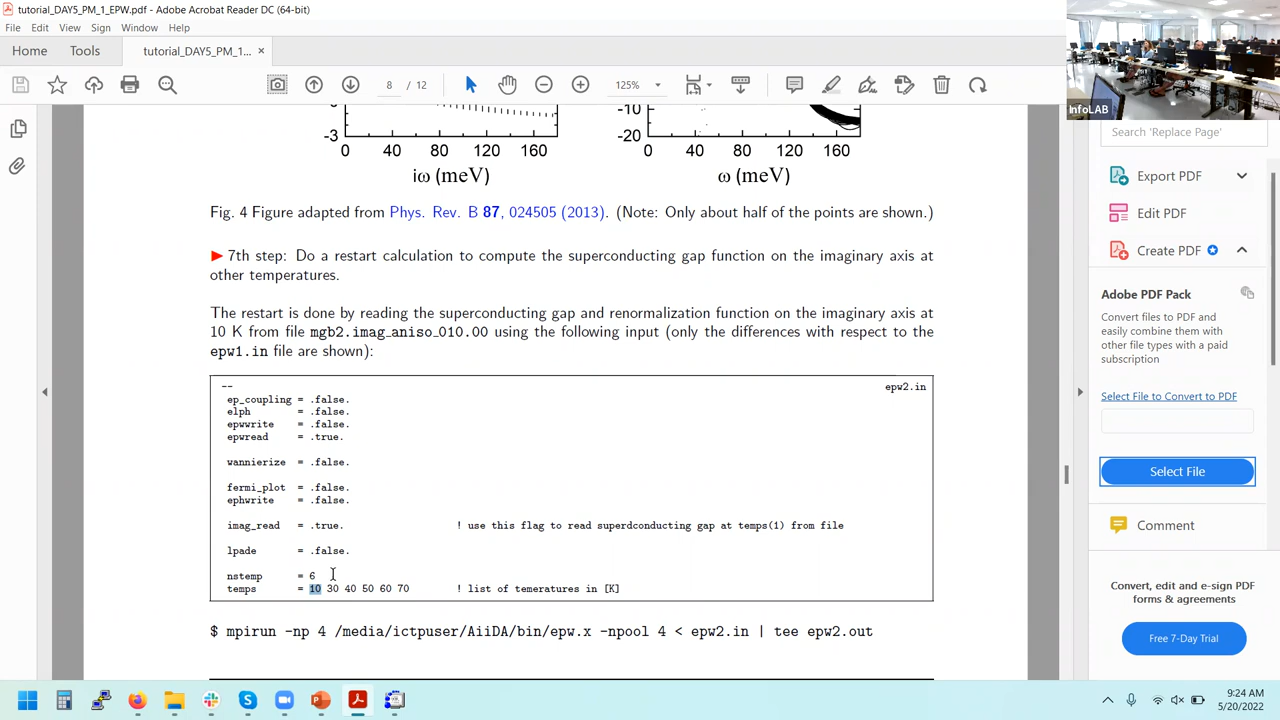 tutorial_DAY5_PM_1_EPW.pdf - Adobe Acrobat Reader DC (64-bit)
File Edit View Sign Window Help
Home Tools tutorial_DAY5_PM_1_... ×
8 / 12 125%
InfoLAB
-3
0 40 80 120 160
iω (meV)
-10
-20
0 40 80 120 160
ω (meV)
Fig. 4 Figure adapted from Phys. Rev. B 87, 024505 (2013). (Note: Only about half of the points are shown.)
▶ 7th step: Do a restart calculation to compute the superconducting gap function on the imaginary axis at
other temperatures.
The restart is done by reading the superconducting gap and renormalization function on the imaginary axis at
10 K from file mgb2.imag_aniso_010.00 using the following input (only the differences with respect to the
epw1.in file are shown):
-- epw2.in
ep_coupling = .false.
elph = .false.
epwwrite = .false.
epwread = .true.
wannierize = .false.
fermi_plot = .false.
ephwrite = .false.
imag_read = .true. ! use this flag to read superdconducting gap at temps(1) from file
lpade = .false.
nstemp = 6
temps = 10 30 40 50 60 70 ! list of temeratures in [K]
$ mpirun -np 4 /media/ictpuser/AiiDA/bin/epw.x -npool 4 < epw2.in | tee epw2.out
Search 'Replace Page'
Export PDF
Edit PDF
Create PDF
Adobe PDF Pack
Convert files to PDF and
easily combine them with
other file types with a paid
subscription
Select File to Convert to PDF
Select File
Comment
Convert, edit and e-sign PDF
forms & agreements
Free 7-Day Trial
9:24 AM
5/20/2022